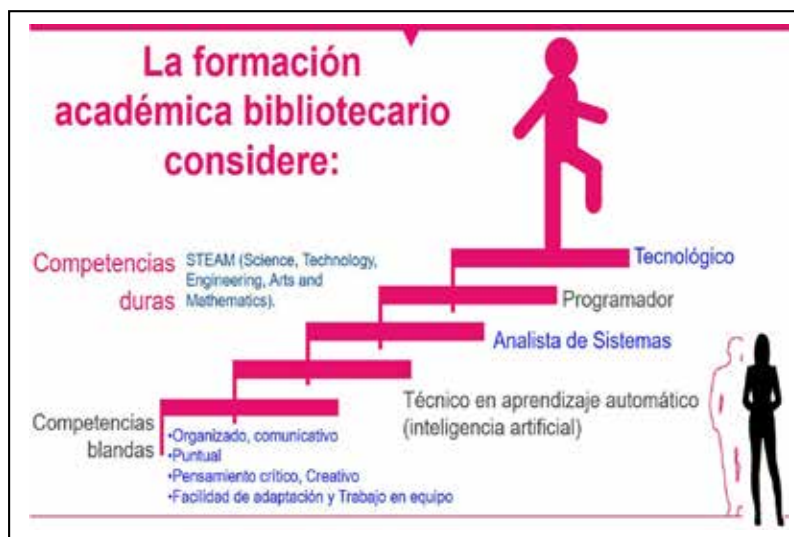 La formación
académica bibliotecario
considere:
Competencias
duras
STEAM (Science, Technology,
Engineering, Arts and
Mathematics).
Tecnológico
Programador
Analista de Sistemas
Técnico en aprendizaje automático
(inteligencia artificial)
Competencias
blandas
•Organizado, comunicativo
•Puntual
•Pensamiento crítico, Creativo
•Facilidad de adaptación y Trabajo en equipo